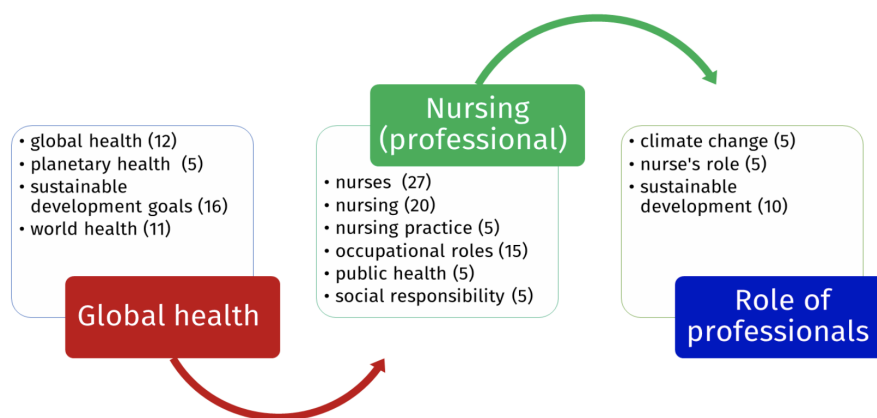 • global health (12)
• planetary health  (5)
• sustainable
development goals (16)
• world health (11)
Global health
Nursing
(professional)
• nurses  (27)
• nursing (20)
• nursing practice (5)
• occupational roles (15)
• public health (5)
• social responsibility (5)
• climate change (5)
• nurse's role (5)
• sustainable
development (10)
Role of
professionals